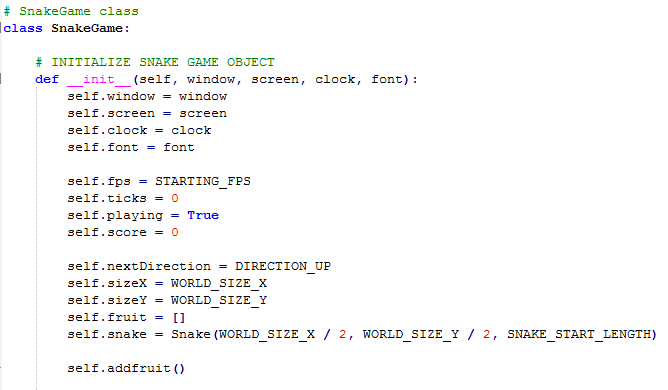 # SnakeGame class
class SnakeGame:
# INITIALIZE SNAKE GAME OBJECT
def __init__(self, window, screen, clock, font):
self.window = window
self.screen = screen
self.clock = clock
self.font = font
self.fps = STARTING_FPS
self.ticks = 0
self.playing = True
self.score = 0
self.nextDirection = DIRECTION_UP
self.sizeX = WORLD_SIZE_X
self.sizeY = WORLD_SIZE_Y
self.fruit = []
self.snake = Snake(WORLD_SIZE_X / 2, WORLD_SIZE_Y / 2, SNAKE_START_LENGTH)
self.addfruit()